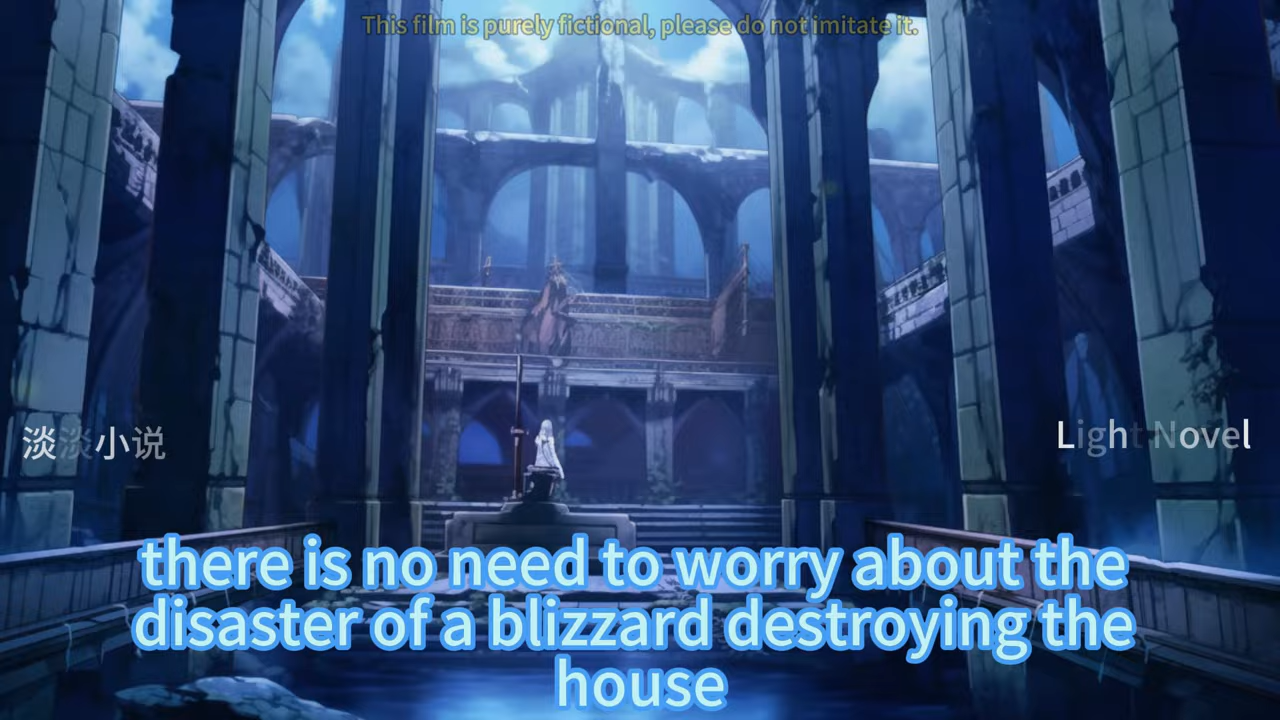 This film is purely fictional, please do not imitate it.
淡淡小说
Light Novel
there is no need to worry about the
disaster of a blizzard destroying the
house